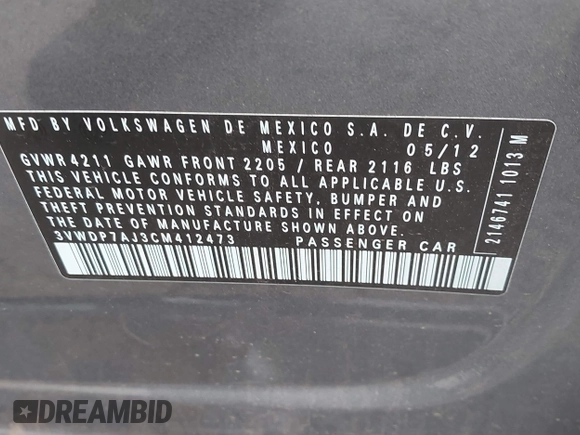 MFD BY VOLKSWAGEN DE MEXICO S.A. DE C.V.
MEXICO 05/12
GVWR 4211 GAWR FRONT 2205 / REAR 2116 LBS
THIS VEHICLE CONFORMS TO ALL APPLICABLE U.S.
FEDERAL MOTOR VEHICLE SAFETY, BUMPER AND
THEFT PREVENTION STANDARDS IN EFFECT ON
THE DATE OF MANUFACTURE SHOWN ABOVE.
3VWDP7AJ3CM412473 PASSENGER CAR
2146741 1013 M
DREAMBID